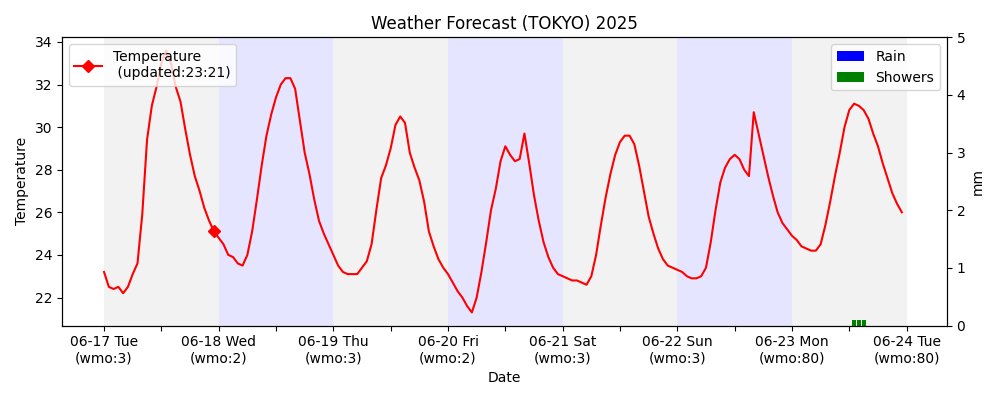 Weather Forecast (TOKYO) 2025
Temperature
(updated:23:21)
Rain
Showers
34
32
30
28
26
24
22
Temperature
5
4
3
2
1
0
mm
06-17 Tue
(wmo:3)
06-18 Wed
(wmo:2)
06-19 Thu
(wmo:3)
06-20 Fri
(wmo:2)
06-21 Sat
(wmo:3)
06-22 Sun
(wmo:3)
06-23 Mon
(wmo:80)
06-24 Tue
(wmo:80)
Date